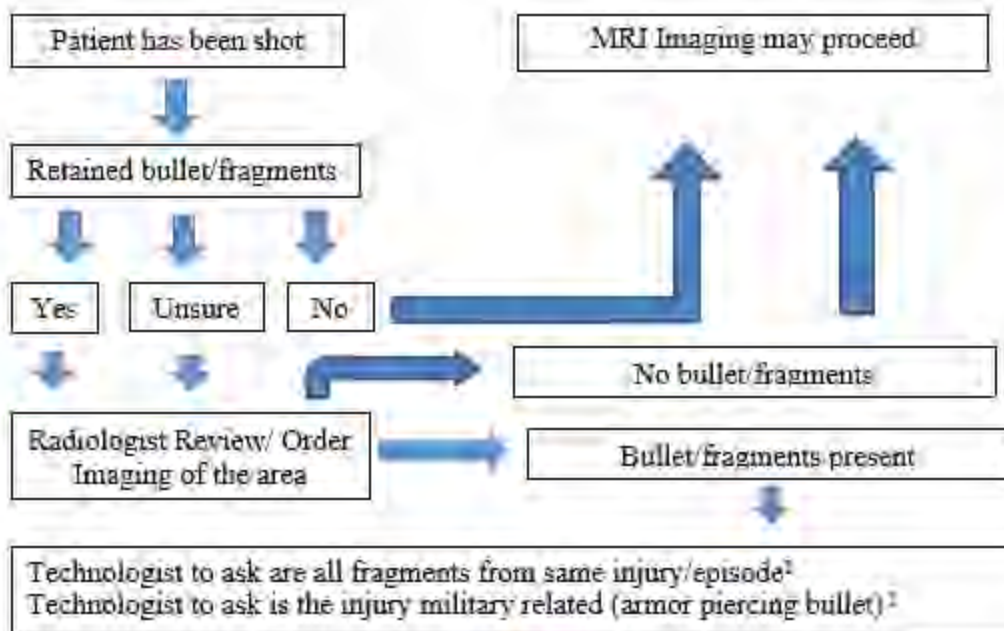 Patient has been shot
MRI Imaging may proceed
Retained bullet/fragments
Yes
Unsure
No
No bullet/fragments
Radiologist Review/ Order
Imaging of the area
Bullet/fragments present
Technologist to ask are all fragments from same injury/episode
Technologist to ask is the injury military related (armor piercing bullet)